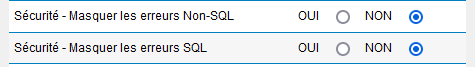 Sécurité - Masquer les erreurs Non-SQL OUI NON
Sécurité - Masquer les erreurs SQL OUI NON